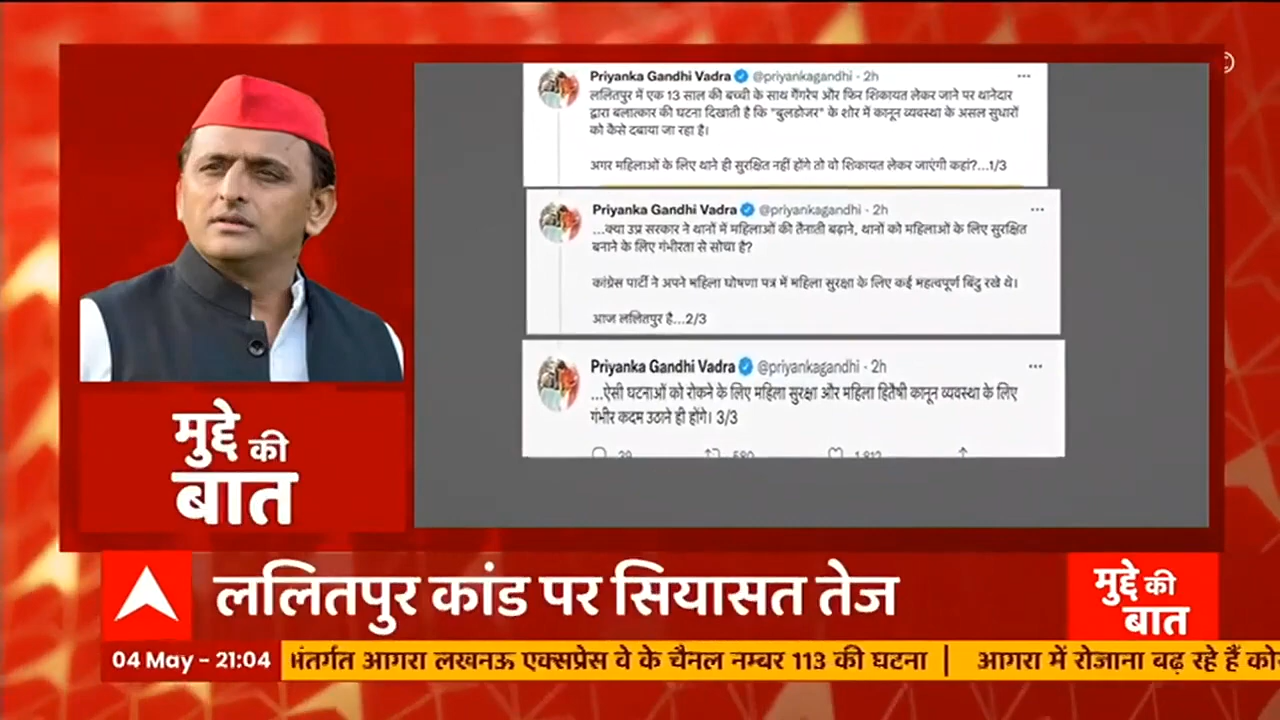 Priyanka Gandhi Vadra @priyankagandhi · 2h
ललितपुर में एक 13 साल की बच्ची के साथ गैंगरेप और फिर शिकायत लेकर जाने पर थानेदार
द्वारा बलात्कार की घटना दिखाती है कि "बुलडोजर" के शोर में कानून व्यवस्था के असल सुधारों
को कैसे दबाया जा रहा है।
अगर महिलाओं के लिए थाने ही सुरक्षित नहीं होंगे तो वो शिकायत लेकर जाएंगी कहां?...1/3
Priyanka Gandhi Vadra @priyankagandhi · 2h
...क्या उप्र सरकार ने थानों में महिलाओं की तैनाती बढ़ाने, थानों को महिलाओं के लिए सुरक्षित
बनाने के लिए गंभीरता से सोचा है?
कांग्रेस पार्टी ने अपने महिला घोषणा पत्र में महिला सुरक्षा के लिए कई महत्वपूर्ण बिंदु रखे थे।
आज ललितपुर है...2/3
Priyanka Gandhi Vadra @priyankagandhi · 2h
...ऐसी घटनाओं को रोकने के लिए महिला सुरक्षा और महिला हितैषी कानून व्यवस्था के लिए
गंभीर कदम उठाने ही होंगे। 3/3
मुद्दे की
बात
ललितपुर कांड पर सियासत तेज
मुद्दे की
बात
04 May - 21:04
आगरा लखनऊ एक्सप्रेस वे के चैनल नम्बर 113 की घटना | आगरा में रोजाना बढ़ रहे हैं